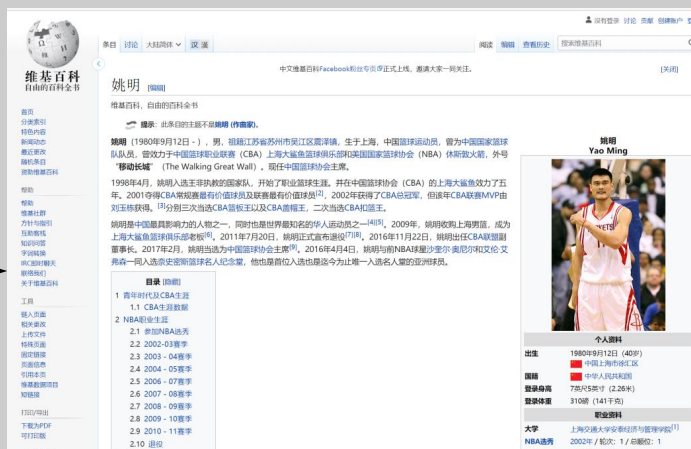 没有登录 讨论 贡献 创建账户
条目 讨论 大陆简体 汉 漢
阅读 编辑 查看历史 搜索维基百科
维基百科
自由的百科全书
中文维基百科Facebook粉丝专页正式上线，邀请大家一同关注。
[关闭]
姚明 [编辑]
维基百科，自由的百科全书
提示：此条目的主题不是姚明 (作曲家)。
姚明（1980年9月12日－），男，祖籍江苏省苏州市吴江区震泽镇，生于上海，中国篮球运动员，曾为中国国家篮球
队队员，曾效力于中国篮球职业联赛（CBA）上海大鲨鱼篮球俱乐部和美国国家篮球协会（NBA）休斯敦火箭，外号
“移动长城”（The Walking Great Wall）。现任中国篮球协会主席。
1998年4月，姚明入选王非执教的国家队，开始了职业篮球生涯。并在中国篮球协会（CBA）的上海大鲨鱼效力了五
年。2001夺得CBA常规赛最有价值球员及联赛最有价值球员[2]，2002年获得了CBA总冠军，但该年CBA联赛MVP由
刘玉栋获得。[3]分别三次当选CBA篮板王以及CBA盖帽王，二次当选CBA扣篮王。
姚明是中国最具影响力的人物之一，同时也是世界最知名的华人运动员之一[4][5]。2009年，姚明收购上海男篮，成为
上海大鲨鱼篮球俱乐部老板[6]。2011年7月20日，姚明正式宣布退役[7][8]。2016年11月22日，姚明出任CBA联盟副
董事长。2017年2月，姚明当选为中国篮球协会主席[9]。2016年4月4日，姚明与前NBA球星沙奎尔·奥尼尔和艾伦·艾
弗森一同入选奈史密斯篮球名人纪念堂，他也是首位入选也是迄今为止唯一入选名人堂的亚洲球员。
首页
分类索引
特色内容
新闻动态
最近更改
随机条目
资助维基百科
帮助
帮助
维基社群
方针与指引
互助客栈
知识问答
字词转换
IRC即时聊天
联络我们
关于维基百科
工具
链入页面
相关更改
上传文件
特殊页面
固定链接
页面信息
引用本页
维基数据项目
短链接
打印/导出
下载为PDF
可打印版
目录 [隐藏]
1 青年时代及CBA生涯
1.1 CBA生涯数据
2 NBA职业生涯
2.1 参加NBA选秀
2.2 2002-03赛季
2.3 2003 - 04赛季
2.4 2004 - 05赛季
2.5 2006 - 07赛季
2.6 2007 - 08赛季
2.7 2008 - 09赛季
2.8 2009 - 10赛季
2.9 2010 - 11赛季
2.10 退役
姚明
Yao Ming
个人资料
出生 1980年9月12日（40岁）
中国上海市徐汇区
国籍 中华人民共和国
登录身高 7英尺5英寸（2.26米）
登录体重 310磅（141千克）
职业资料
大学 上海交通大学安泰经济与管理学院[1]
NBA选秀 2002年 / 轮次：1 / 总顺位：1